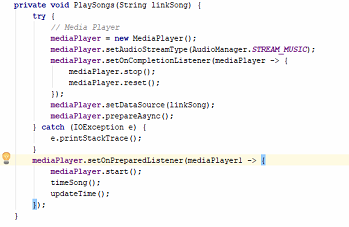 private void PlaySongs(String linkSong) {
try {
// Media Player
mediaPlayer = new MediaPlayer();
mediaPlayer.setAudioStreamType(AudioManager.STREAM_MUSIC);
mediaPlayer.setOnCompletionListener(mediaPlayer -> {
mediaPlayer.stop();
mediaPlayer.reset();
});
mediaPlayer.setDataSource(linkSong);
mediaPlayer.prepareAsync();
} catch (IOException e) {
e.printStackTrace();
}
mediaPlayer.setOnPreparedListener(mediaPlayer1 -> {
mediaPlayer.start();
timeSong();
updateTime();
});
}